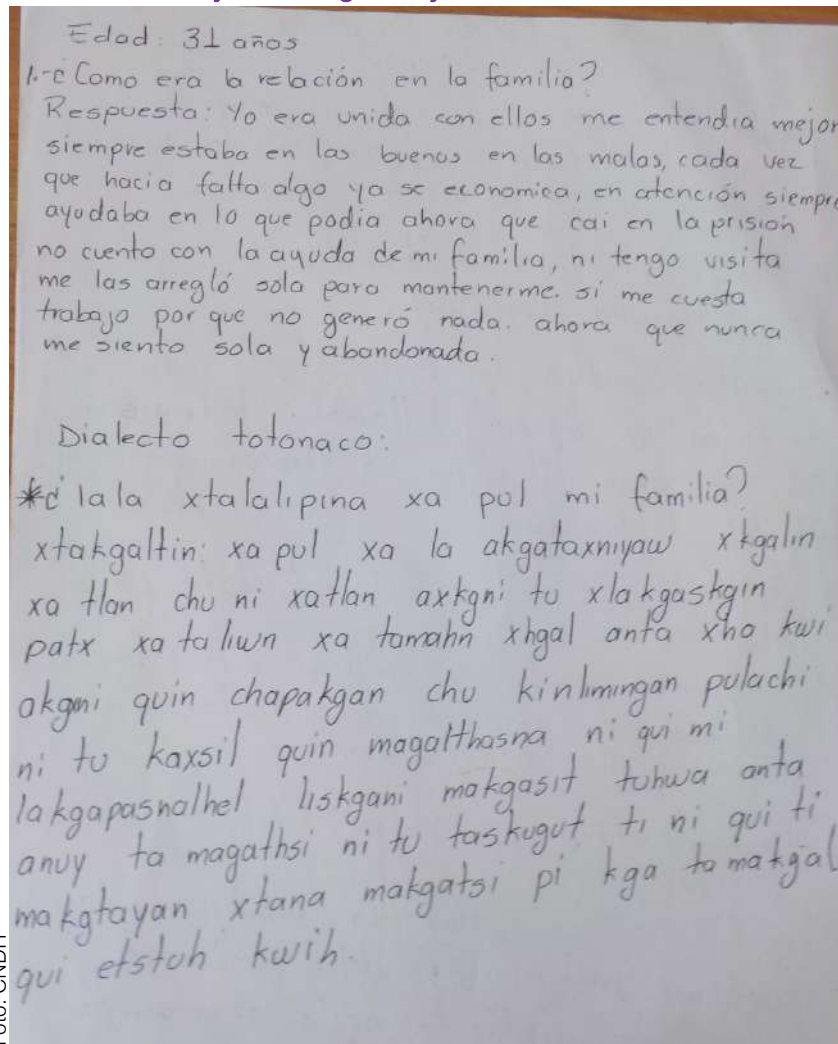 Edad: 31 años
1.-¿Como era la relación en la familia?
Respuesta: Yo era unida con ellos me entendia mejor
siempre estaba en las buenas en las malas, cada vez
que hacia falta algo ya se economica, en atención siempre
ayudaba en lo que podia ahora que cai en la prisión
no cuento con la ayuda de mi familia, ni tengo visita
me las arregló sola para mantenerme. si me cuesta
trabajo por que no generó nada. ahora que nunca
me siento sola y abandonada.
Dialecto totonaco:
*¿ lala xtalalipina xa pul mi familia?
xtakgaltin: xa pul xa la akgataxniyaw xkgalin
xa tlan chu ni xatlan axkgni tu xlakgaskgin
patx xa taliwn xa tamahn xhgal anta xho kwi
akgni quin chapakgan chu kinlimingan pulachi
ni tu kaxsil quin magalthasna ni qui mi
lakgapasnalhel liskgani makgasit tuhwa anta
anuy ta magathsi ni tu taskugut ti ni qui ti
makgtayan xtana makgatsi pi kga ta makgal
qui etstuh kwih.
Foto: CNDH